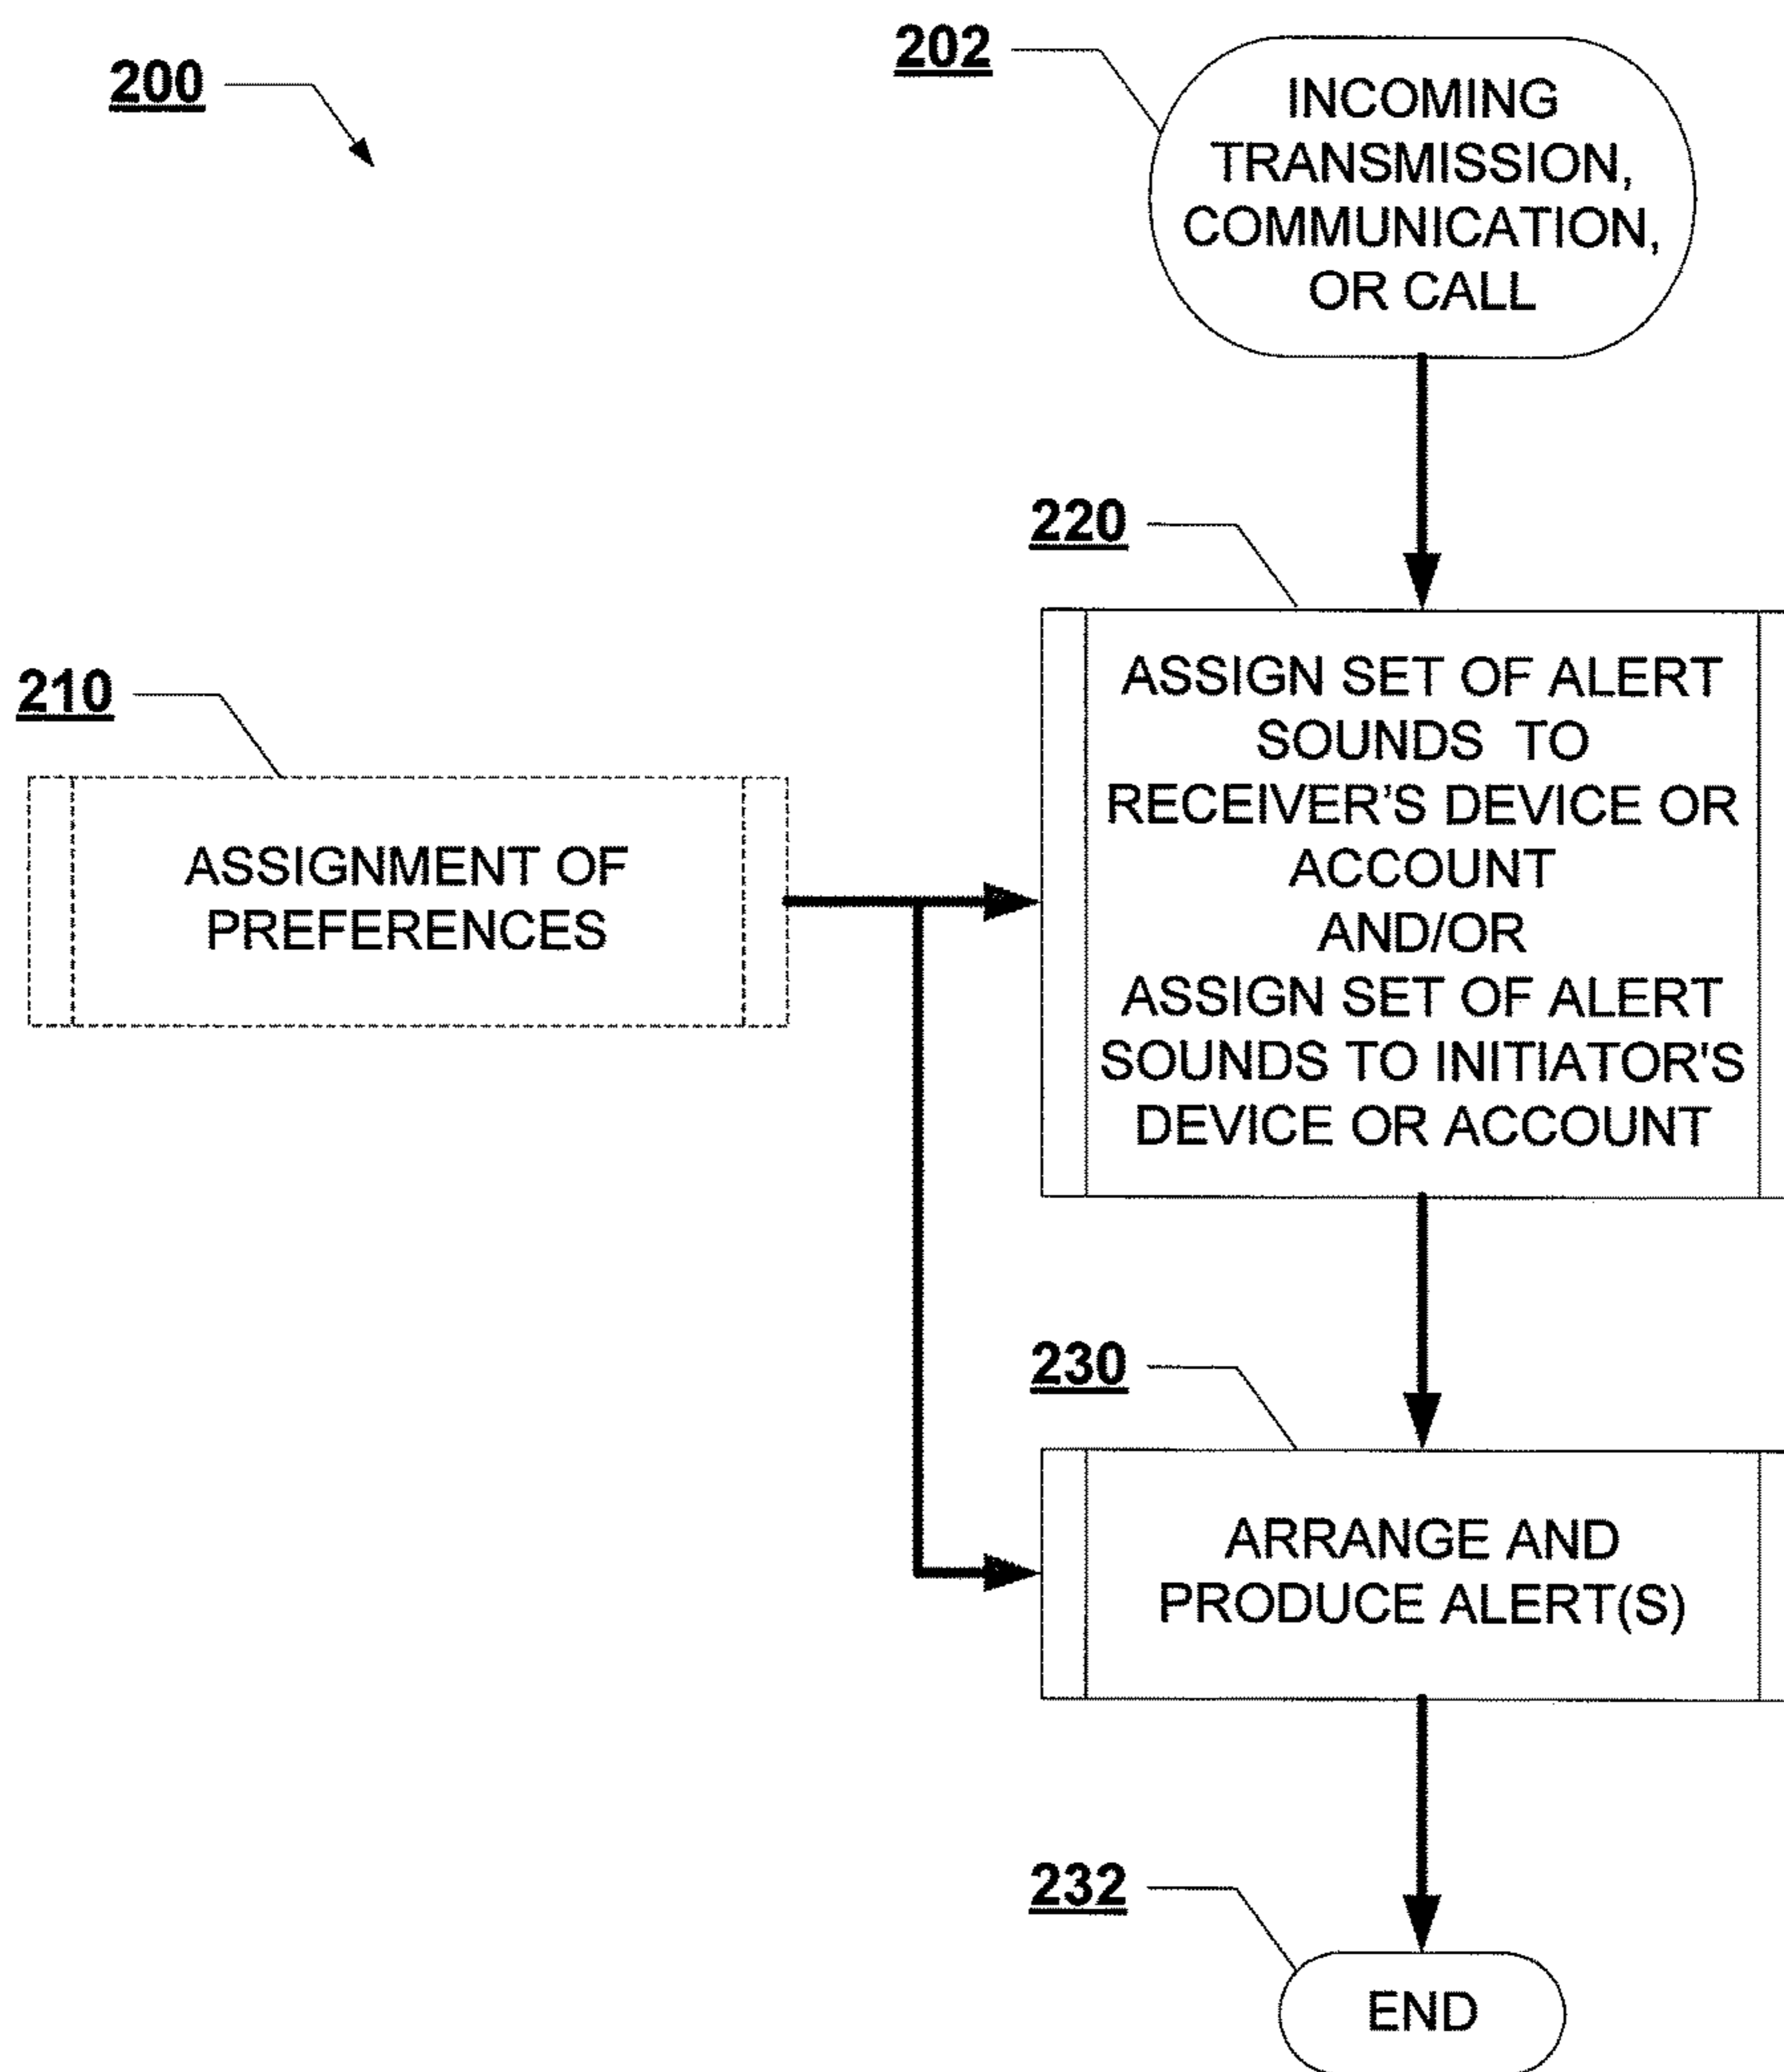 200
202
INCOMING
TRANSMISSION,
COMMUNICATION,
OR CALL
220
ASSIGN SET OF ALERT
SOUNDS TO
RECEIVER'S DEVICE OR
ACCOUNT
AND/OR
ASSIGN SET OF ALERT
SOUNDS TO INITIATOR'S
DEVICE OR ACCOUNT
210
ASSIGNMENT OF
PREFERENCES
230
ARRANGE AND
PRODUCE ALERT(S)
232
END